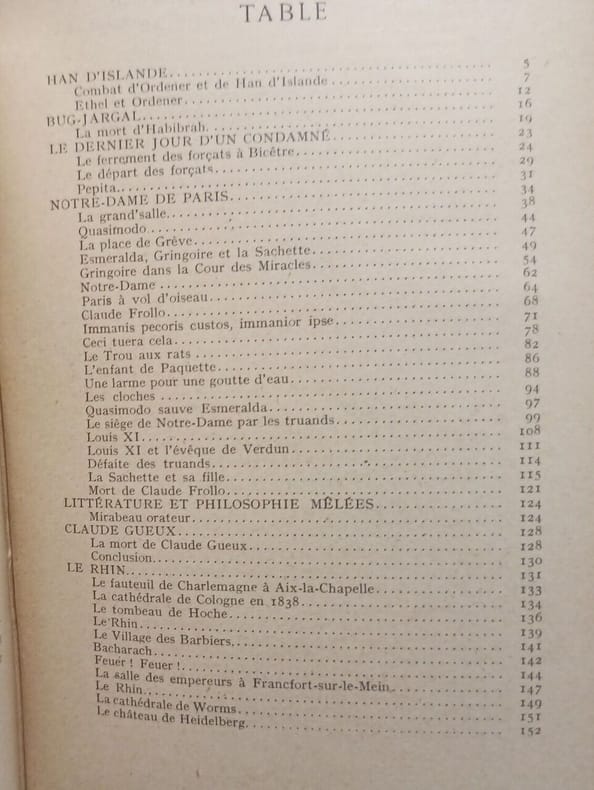 TABLE
HAN D'ISLANDE 5
Combat d'Ordener et de Han d'Islande 7
Ethel et Ordener 12
BUG-JARGAL 16
La mort d'Habibrah 19
LE DERNIER JOUR D'UN CONDAMNÉ 23
Le ferrement des forçats à Bicêtre 24
Le départ des forçats 29
Pepita 31
NOTRE-DAME DE PARIS 34
La grand'salle 38
Quasimodo 44
La place de Grève 47
Esmeralda, Gringoire et la Sachette 49
Gringoire dans la Cour des Miracles 54
Notre-Dame 62
Paris à vol d'oiseau 64
Claude Frollo 68
Immanis pecoris custos, immanior ipse 71
Ceci tuera cela 78
Le Trou aux rats 82
L'enfant de Paquette 86
Une larme pour une goutte d'eau 88
Les cloches 94
Quasimodo sauve Esmeralda 97
Le siège de Notre-Dame par les truands 99
Louis XI 108
Louis XI et l'évêque de Verdun 111
Défaite des truands 114
La Sachette et sa fille 115
Mort de Claude Frollo 121
LITTÉRATURE ET PHILOSOPHIE MÊLÉES 124
Mirabeau orateur 124
CLAUDE GUEUX 128
La mort de Claude Gueux 128
Conclusion 130
LE RHIN 131
Le fauteuil de Charlemagne à Aix-la-Chapelle 133
La cathédrale de Cologne en 1838 134
Le tombeau de Hoche 136
Le Rhin 139
Le Village des Barbiers 141
Bacharach 142
Feuer ! Feuer ! 144
La salle des empereurs à Francfort-sur-le-Mein 147
Le Rhin 149
La cathédrale de Worms 151
Le château de Heidelberg 152